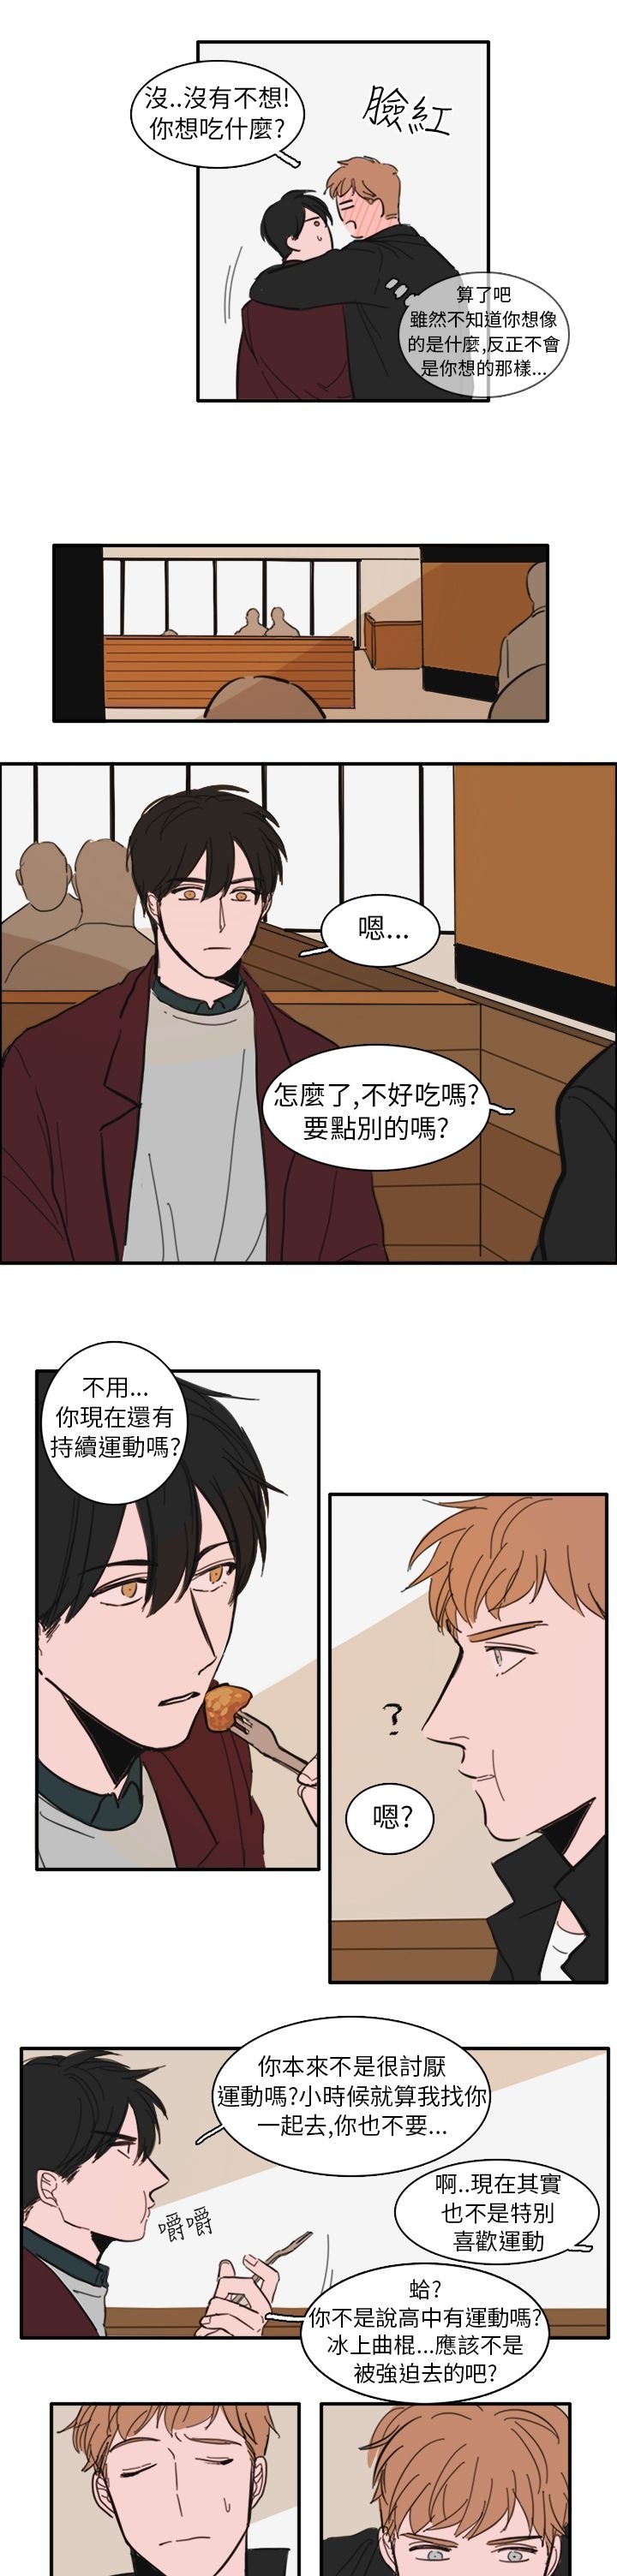 沒..沒有不想!
你想吃什麼?
臉紅
算了吧
雖然不知道你想像
的是什麼,反正不會
是你想的那樣...
嗯...
怎麼了,不好吃嗎?
要點別的嗎?
不用...
你現在還有
持續運動嗎?
?
嗯?
你本來不是很討厭
運動嗎?小時候就算我找你
一起去,你也不要...
嚼嚼
啊..現在其實
也不是特別
喜歡運動
蛤?
你不是說高中有運動嗎?
冰上曲棍...應該不是
被強迫去的吧?